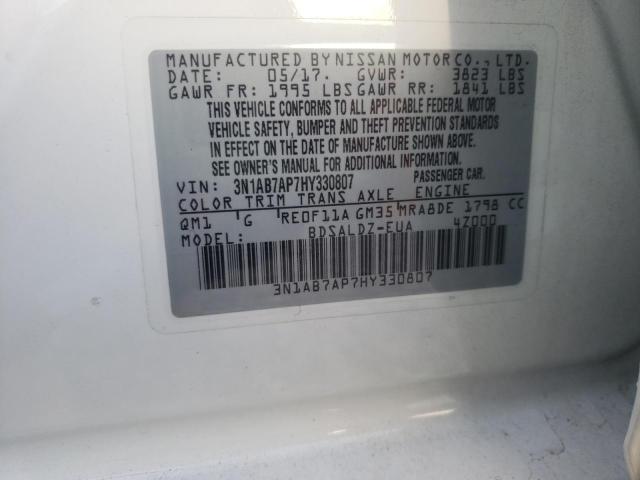 MANUFACTURED BY NISSAN MOTOR CO., LTD.
DATE: 05/17. GVWR: 3823 LBS
GAWR FR: 1995 LBS GAWR RR: 1841 LBS
THIS VEHICLE CONFORMS TO ALL APPLICABLE FEDERAL MOTOR
VEHICLE SAFETY, BUMPER AND THEFT PREVENTION STANDARDS
IN EFFECT ON THE DATE OF MANUFACTURE SHOWN ABOVE.
SEE OWNER'S MANUAL FOR ADDITIONAL INFORMATION.
VIN: 3N1AB7AP7HY330807 PASSENGER CAR.
COLOR TRIM TRANS AXLE ENGINE
QM1 G RE0F11A GM35 MRA8DE 1798 CC
MODEL: BDSALDZ-EUA 4Z000
3N1AB7AP7HY330807